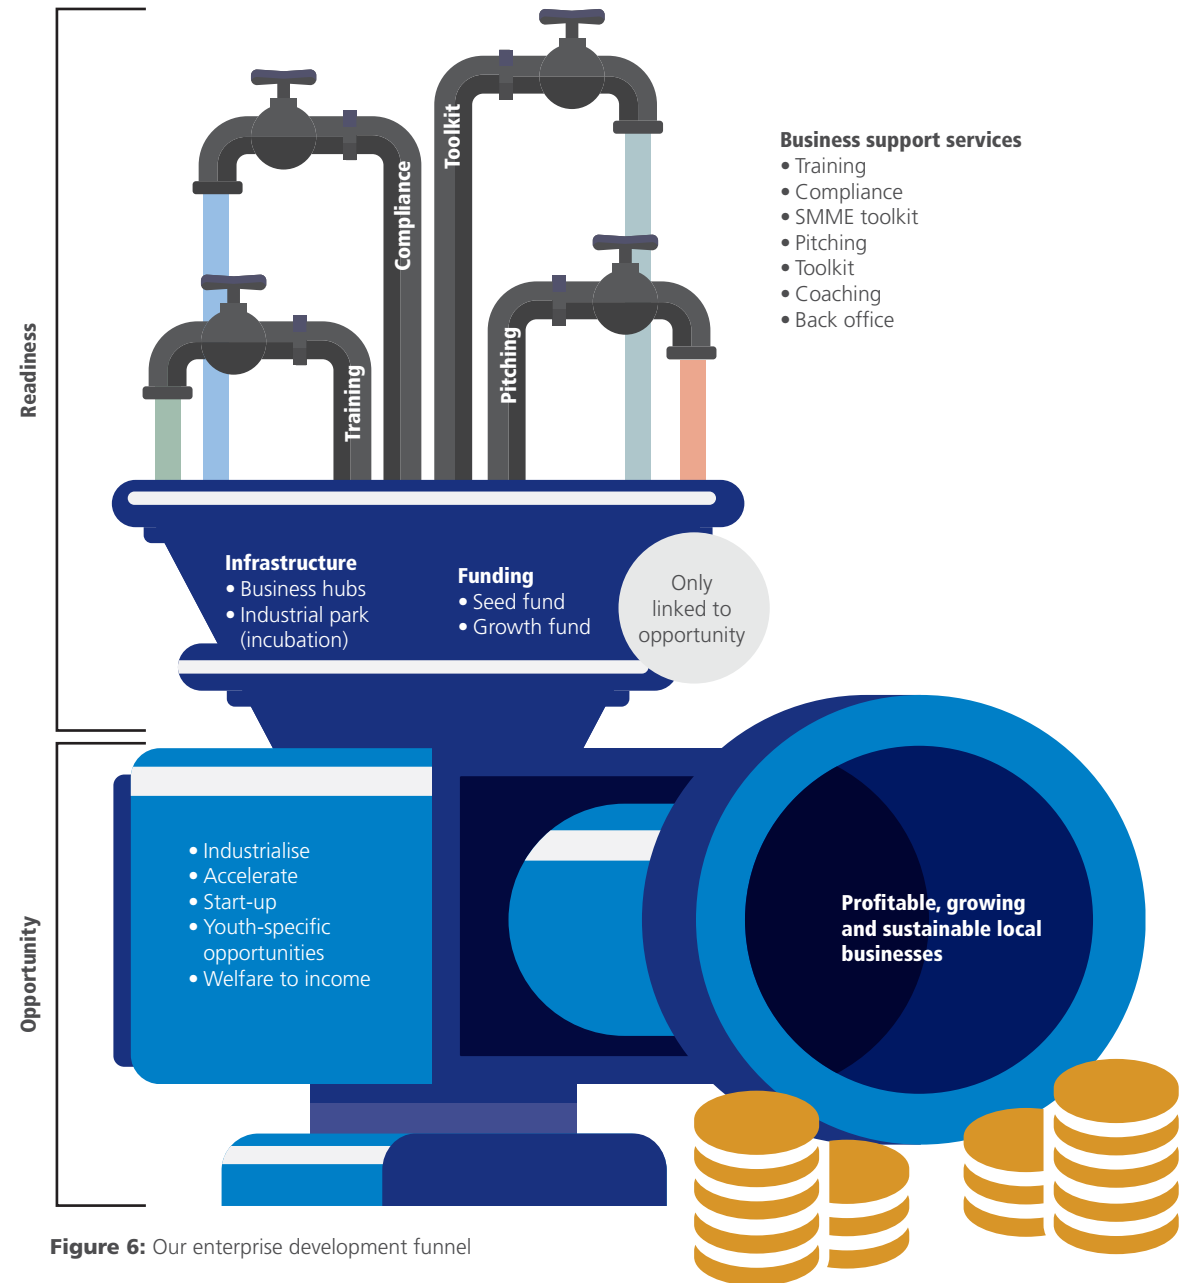 Readiness
Toolkit
Compliance
Training
Pitching
Business support services
• Training
• Compliance
• SMME toolkit
• Pitching
• Toolkit
• Coaching
• Back office
Infrastructure
• Business hubs
• Industrial park
(incubation)
Funding
• Seed fund
• Growth fund
Only
linked to
opportunity
Opportunity
• Industrialise
• Accelerate
• Start-up
• Youth-specific
opportunities
• Welfare to income
Profitable, growing
and sustainable local
businesses
Figure 6: Our enterprise development funnel